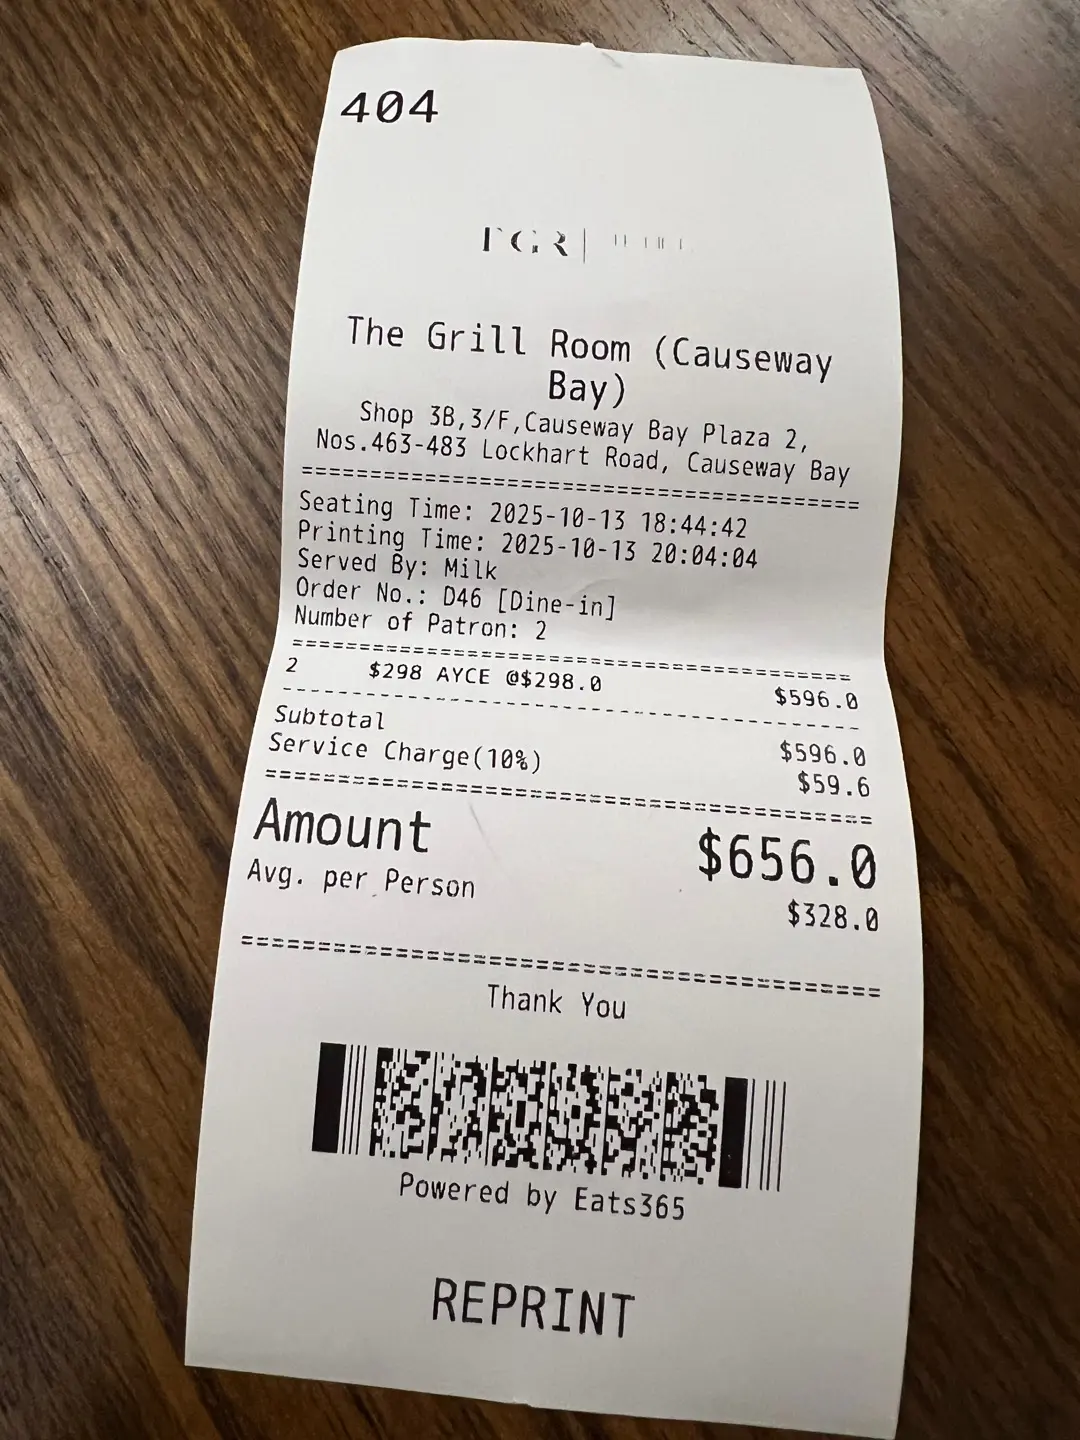 404
TGR
The Grill Room (Causeway
Bay)
Shop 3B,3/F,Causeway Bay Plaza 2,
Nos.463-483 Lockhart Road, Causeway Bay
==================================================
Seating Time: 2025-10-13 18:44:42
Printing Time: 2025-10-13 20:04:04
Served By: Milk
Order No.: D46 [Dine-in]
Number of Patron: 2
==================================================
2 $298 AYCE @$298.0 $596.0
--------------------------------------------------
Subtotal $596.0
Service Charge(10%) $59.6
==================================================
Amount $656.0
Avg. per Person $328.0
==================================================
Thank You
Powered by Eats365
REPRINT